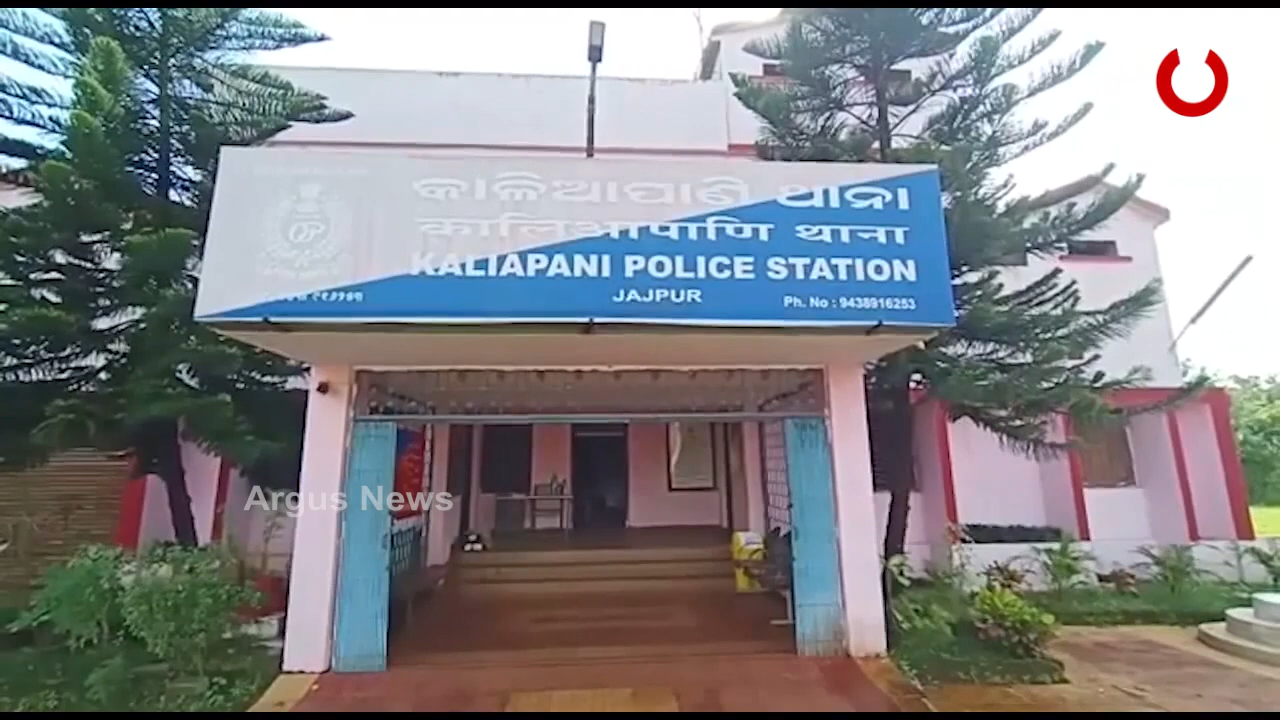 କାଳିଆପାଣି ଥାନା
कालिआपाणि थाना
KALIAPANI POLICE STATION
JAJPUR
Ph. No : 9438916253
Argus News